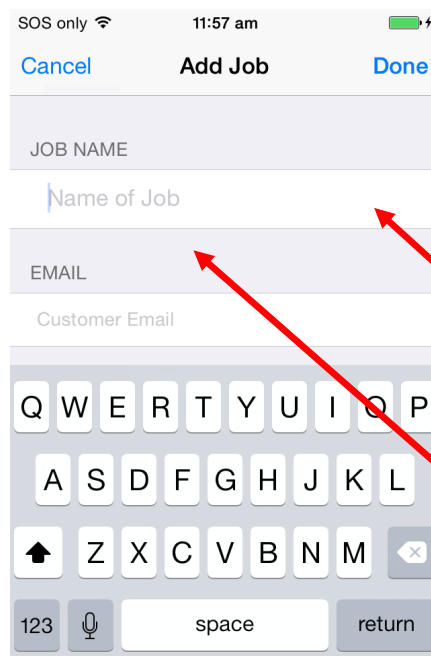 SOS only 11:57 am
Cancel Add Job Done
JOB NAME
Name of Job
EMAIL
Customer Email
Q W E R T Y U I O P
A S D F G H J K L
Z X C V B N M
123 space return